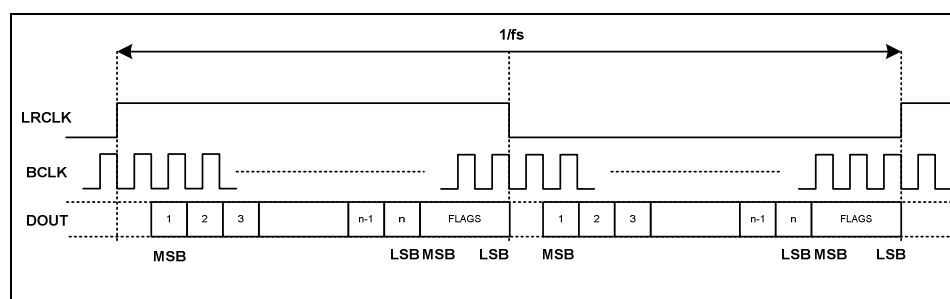 1/fs
LRCLK
BCLK
DOUT
1 2 3 n-1 n FLAGS 1 2 3 n-1 n FLAGS
MSB LSB MSB LSB MSB LSB MSB LSB